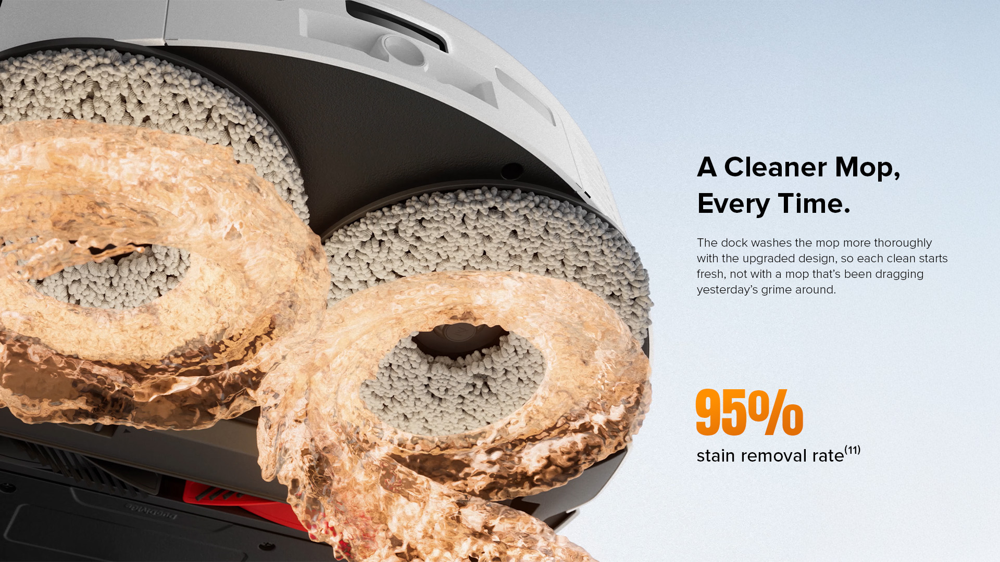 A Cleaner Mop,
Every Time.
The dock washes the mop more thoroughly
with the upgraded design, so each clean starts
fresh, not with a mop that’s been dragging
yesterday’s grime around.
95%
stain removal rate(11)